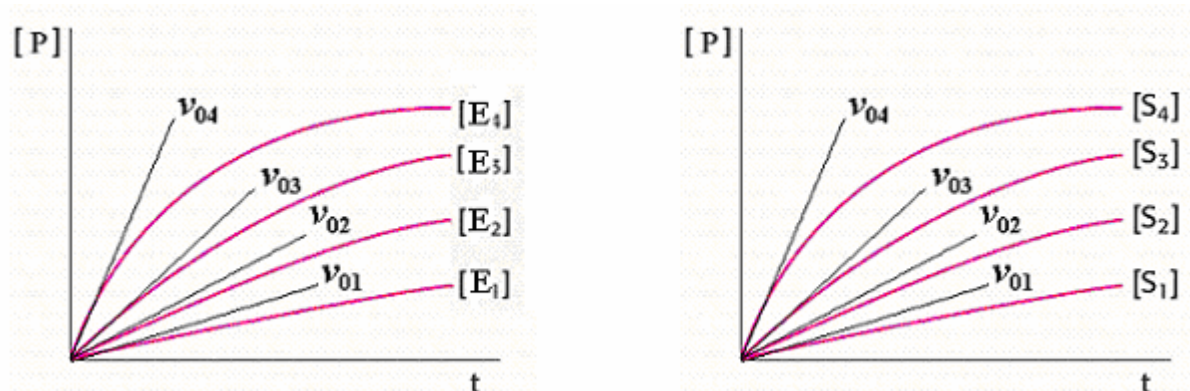 [P]
v04
[E4]
v03
[E3]
v02
[E2]
v01
[E1]
t
[P]
v04
[S4]
v03
[S3]
v02
[S2]
v01
[S1]
t